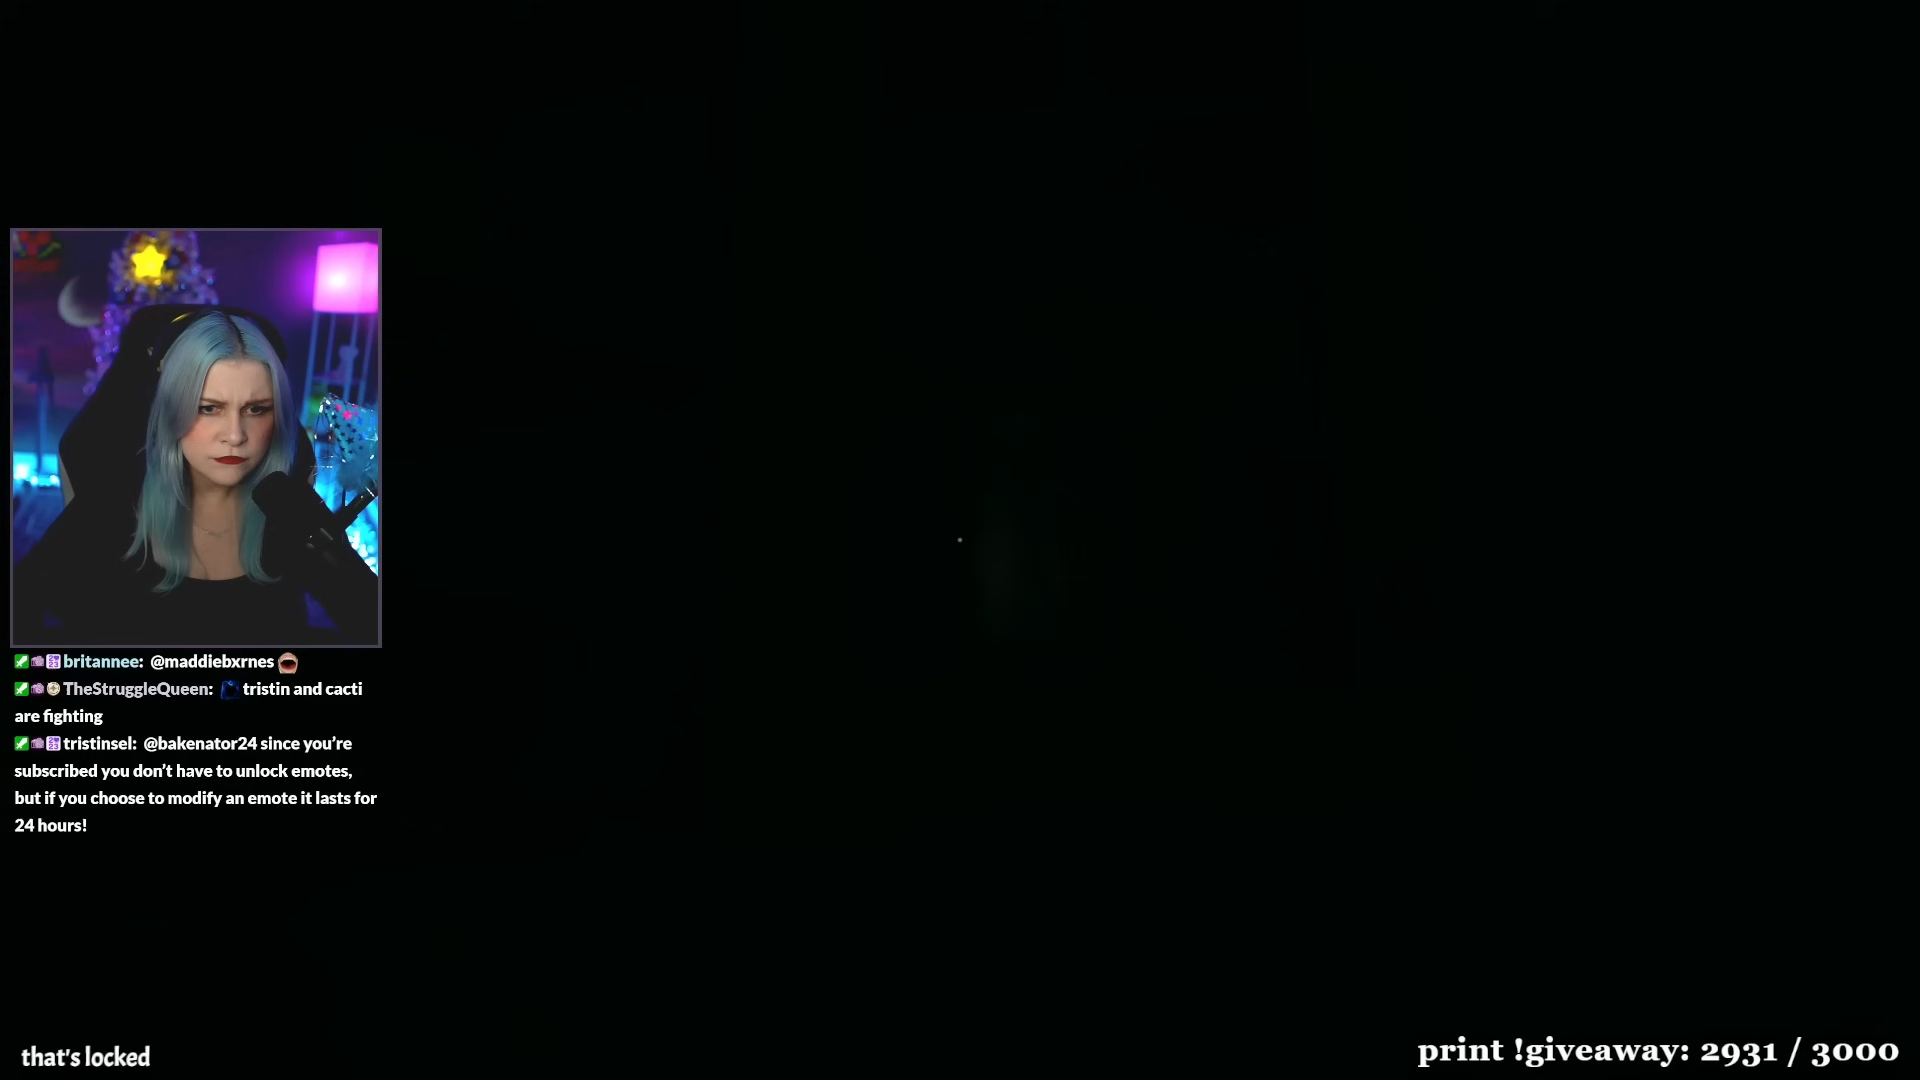 britannee: @maddiebxrnes
TheStruggleQueen: tristin and cacti
are fighting
tristinsel: @bakenator24 since you're
subscribed you don't have to unlock emotes,
but if you choose to modify an emote it lasts for
24 hours!
that's locked
print !giveaway: 2931 / 3000